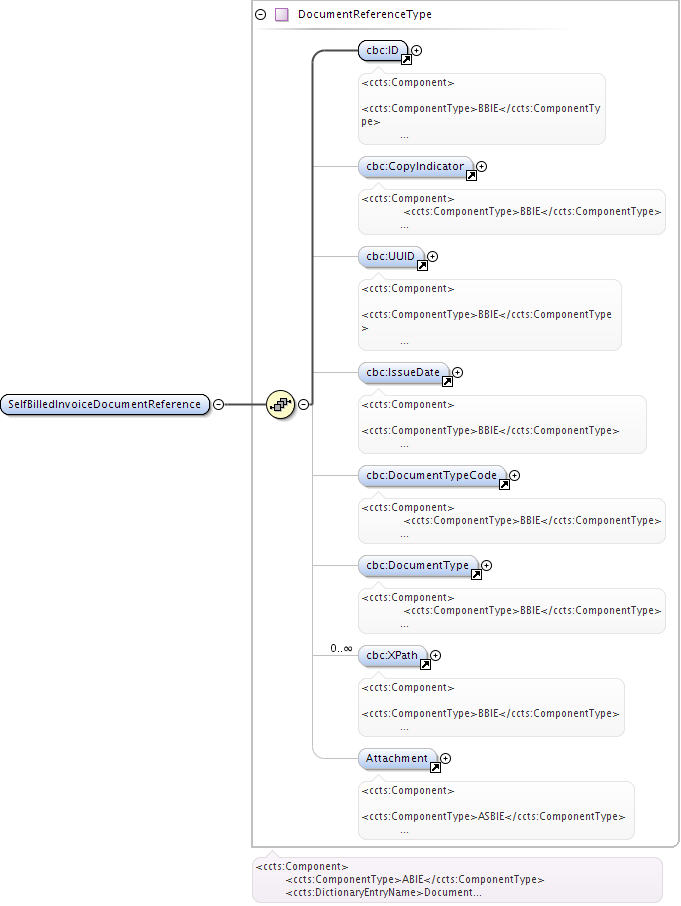 DocumentReferenceType
cbc:ID
<ccts:Component>
<ccts:ComponentType>BBIE</ccts:ComponentTy
pe>
...
cbc:CopyIndicator
<ccts:Component>
<ccts:ComponentType>BBIE</ccts:ComponentType>
...
cbc:UUID
<ccts:Component>
<ccts:ComponentType>BBIE</ccts:ComponentType
>
...
cbc:IssueDate
<ccts:Component>
<ccts:ComponentType>BBIE</ccts:ComponentType>
...
SelfBilledInvoiceDocumentReference
cbc:DocumentTypeCode
<ccts:Component>
<ccts:ComponentType>BBIE</ccts:ComponentType>
...
cbc:DocumentType
<ccts:Component>
<ccts:ComponentType>BBIE</ccts:ComponentType>
...
0..∞
cbc:XPath
<ccts:Component>
<ccts:ComponentType>BBIE</ccts:ComponentType>
...
Attachment
<ccts:Component>
<ccts:ComponentType>ASBIE</ccts:ComponentType>
...
<ccts:Component>
<ccts:ComponentType>ABIE</ccts:ComponentType>
<ccts:DictionaryEntryName>Document...